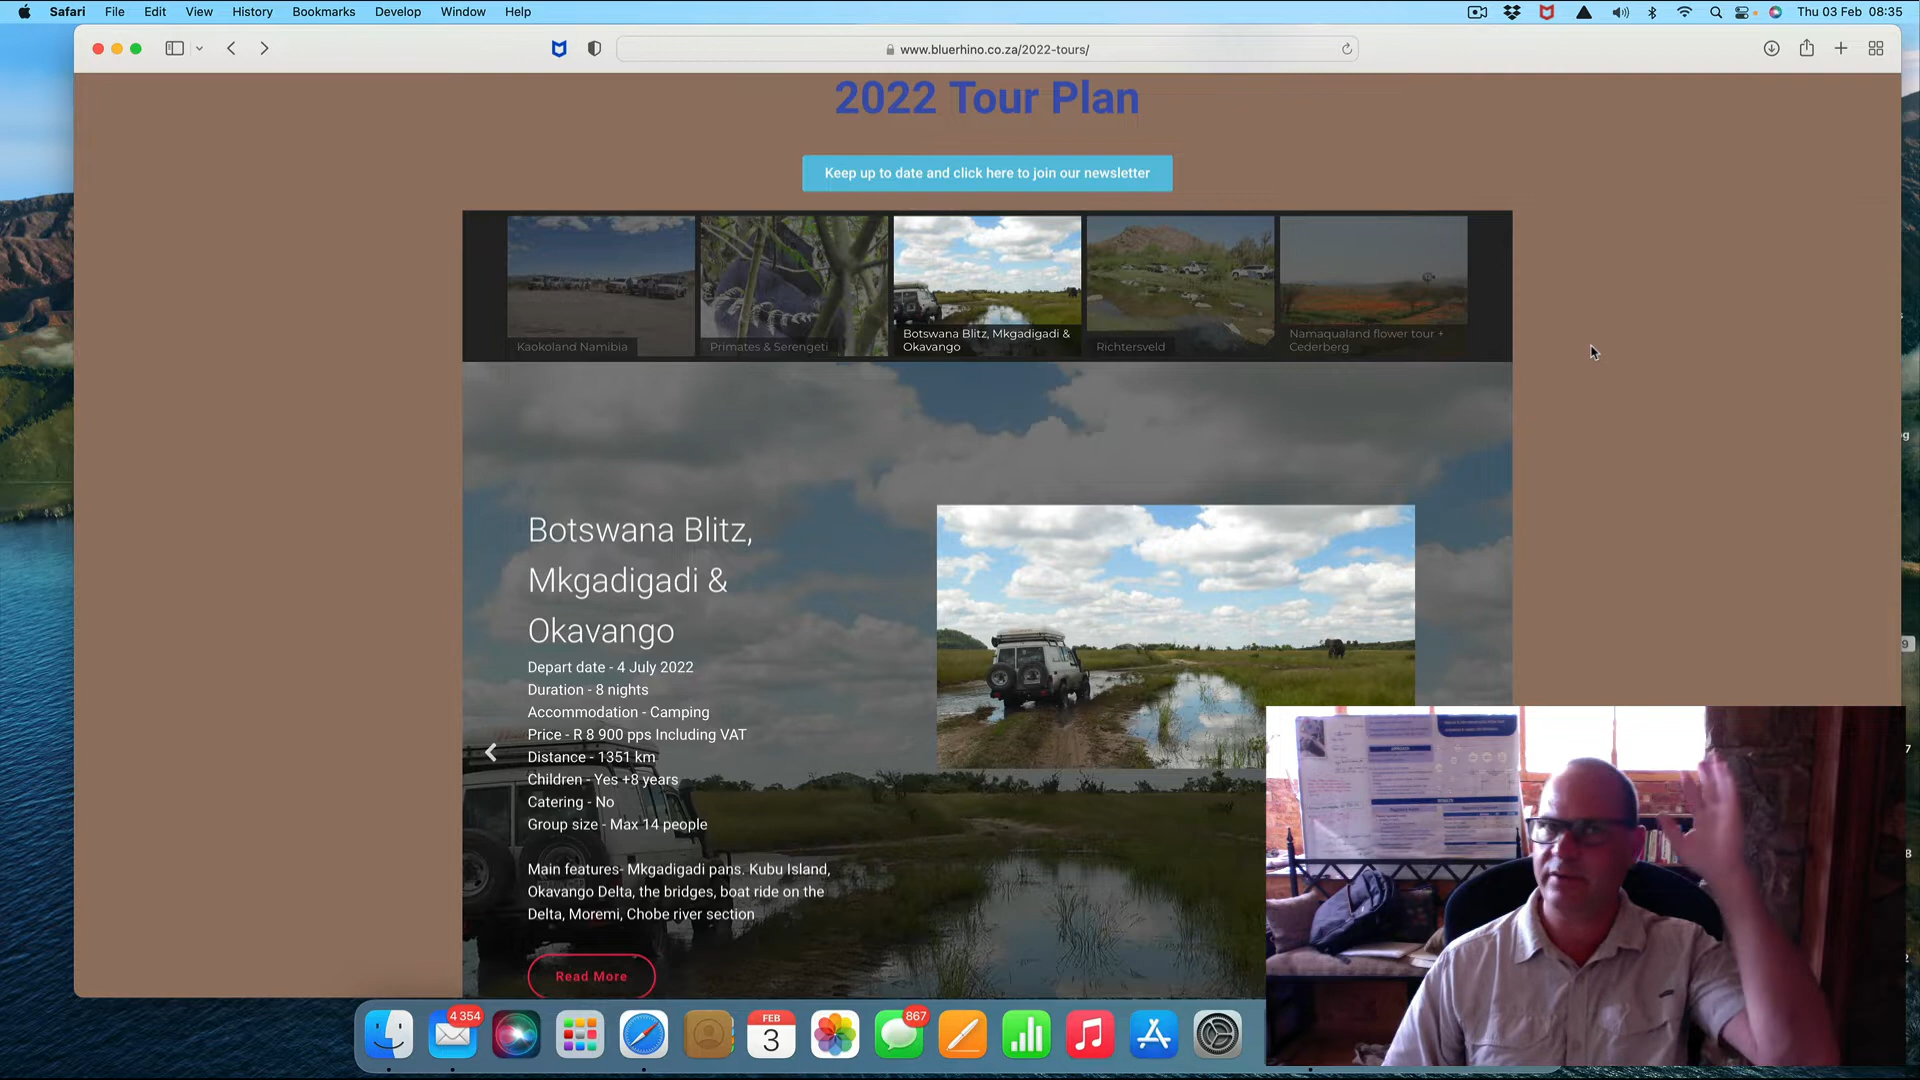 Safari File Edit View History Bookmarks Develop Window Help Thu 03 Feb 08:35
www.bluerhino.co.za/2022-tours/
2022 Tour Plan
Keep up to date and click here to join our newsletter
Kaokoland Namibia
Primates & Serengeti
Botswana Blitz, Mkgadigadi &
Okavango
Richtersveld
Namaqualand flower tour +
Cederberg
Botswana Blitz,
Mkgadigadi &
Okavango
Depart date - 4 July 2022
Duration - 8 nights
Accommodation - Camping
Price - R 8 900 pps Including VAT
Distance - 1351 km
Children - Yes +8 years
Catering - No
Group size - Max 14 people
Main features- Mkgadigadi pans. Kubu Island,
Okavango Delta, the bridges, boat ride on the
Delta, Moremi, Chobe river section
Read More
4 354
FEB
3
867